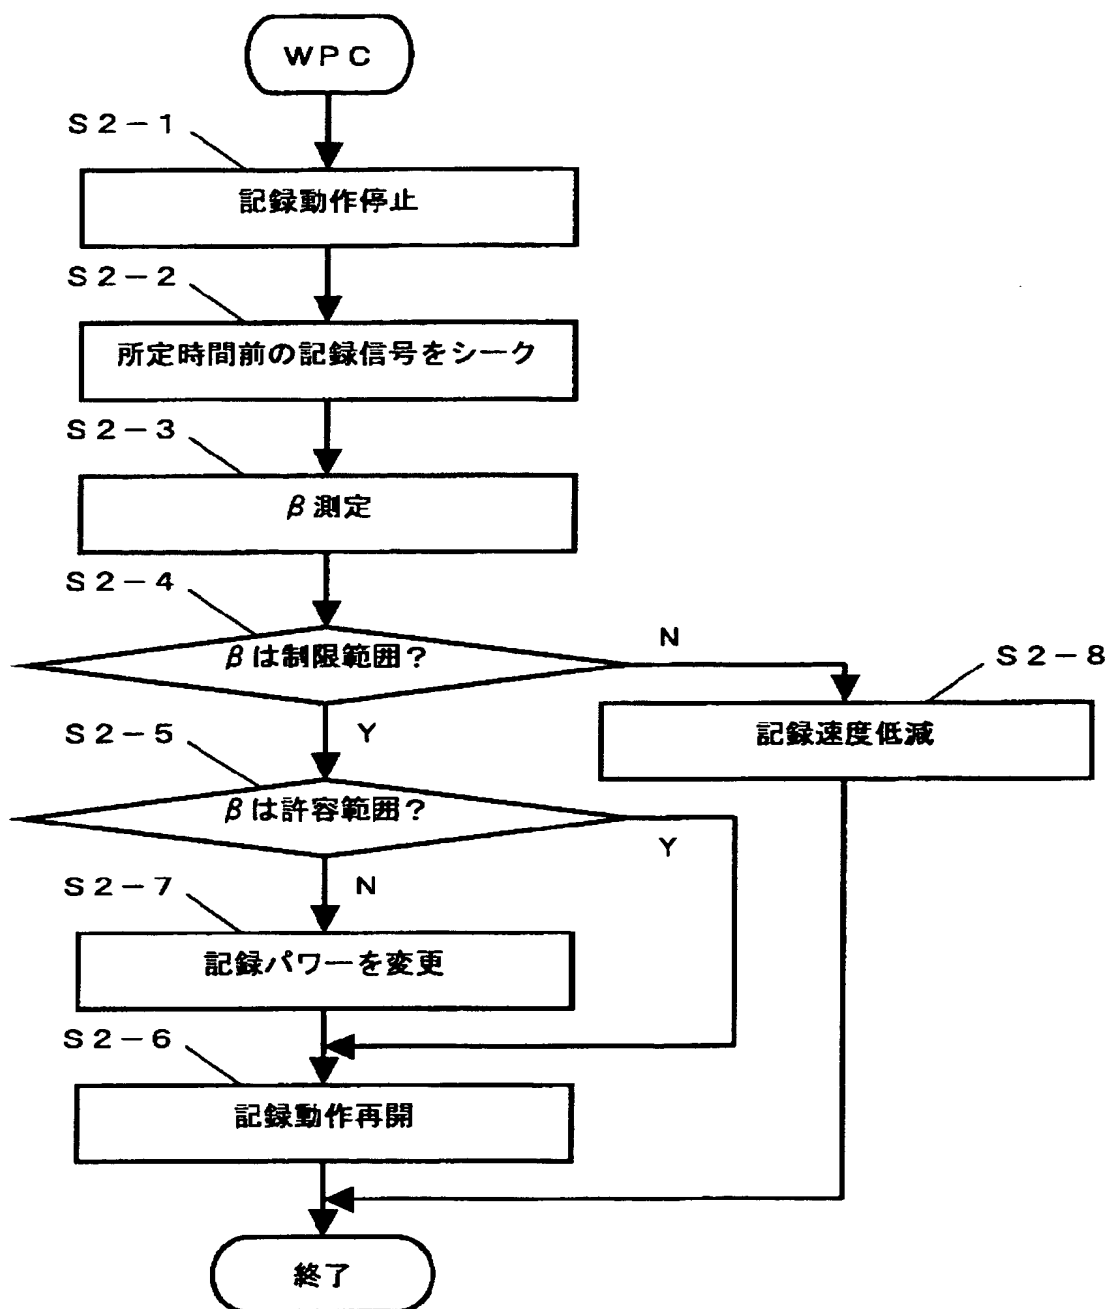 WPC
S2-1
記録動作停止
S2-2
所定時間前の記録信号をシーク
S2-3
β測定
S2-4
βは制限範囲?
N
S2-8
記録速度低減
Y
S2-5
βは許容範囲?
Y
N
S2-7
記録パワーを変更
S2-6
記録動作再開
終了